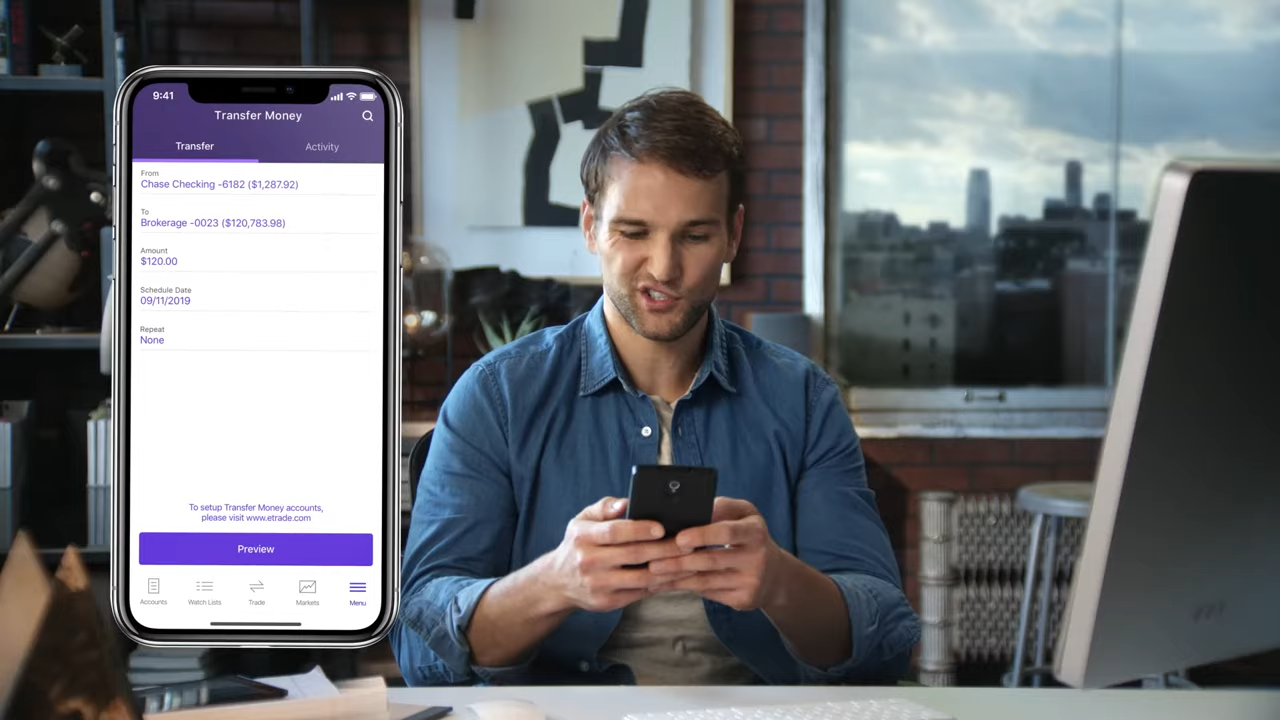 9:41
Transfer Money
Transfer
Activity
From
Chase Checking -6182 ($1,287.92)
To
Brokerage -0023 ($120,783.98)
Amount
$120.00
Schedule Date
09/11/2019
Repeat
None
To setup Transfer Money accounts,
please visit www.etrade.com
Preview
Accounts
Watch Lists
Trade
Markets
Menu